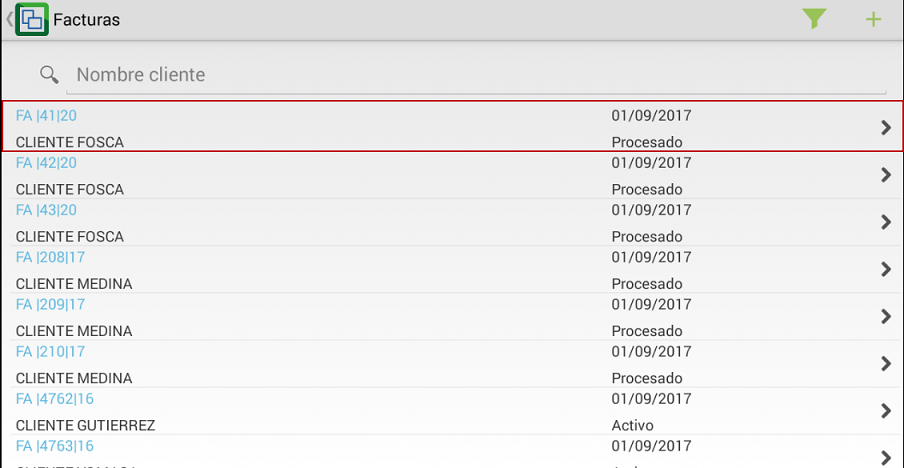 Facturas
Nombre cliente
FA |41|20 01/09/2017
CLIENTE FOSCA Procesado
FA |42|20 01/09/2017
CLIENTE FOSCA Procesado
FA |43|20 01/09/2017
CLIENTE FOSCA Procesado
FA |208|17 01/09/2017
CLIENTE MEDINA Procesado
FA |209|17 01/09/2017
CLIENTE MEDINA Procesado
FA |210|17 01/09/2017
CLIENTE MEDINA Procesado
FA |4762|16 01/09/2017
CLIENTE GUTIERREZ Activo
FA |4763|16 01/09/2017
CLIENTE